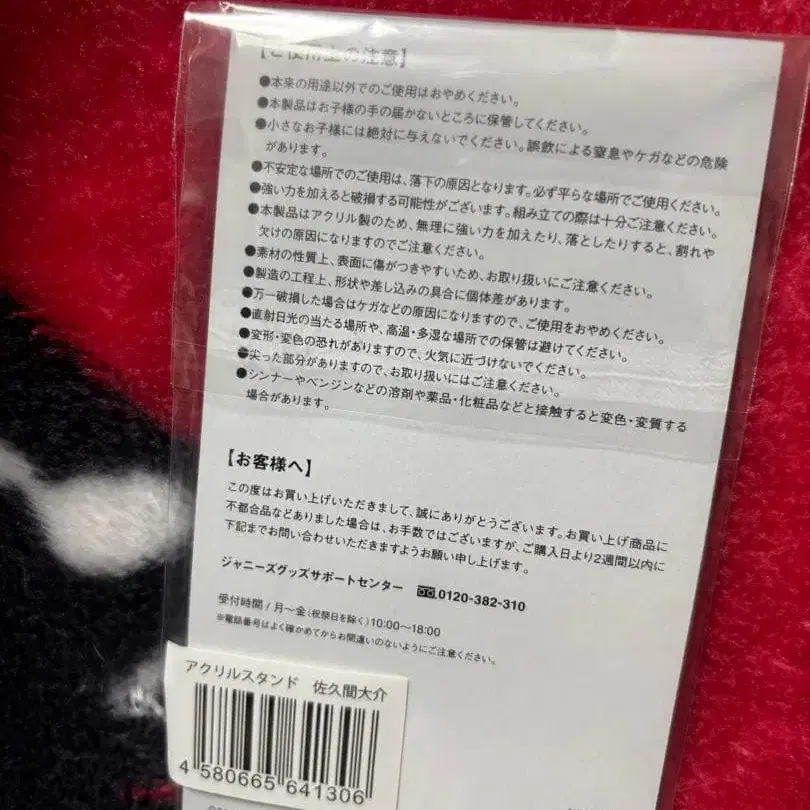 【ご使用上の注意】
●本来の用途以外でのご使用はおやめください。
●本製品はお子様の手の届かないところに保管してください。
●小さなお子様には絶対に与えないでください。誤飲による窒息やケガなどの危険
があります。
●不安定な場所でのご使用は、落下の原因となります。必ず平らな場所でご使用ください。
●強い力を加えると破損する可能性がございます。組み立ての際は十分ご注意ください。
●本製品はアクリル製のため、無理に強い力を加えたり、落としたりすると、割れや
欠けの原因になりますのでご注意ください。
●素材の性質上、表面に傷がつきやすいため、お取り扱いにご注意ください。
●製造の工程上、形状や差し込みの具合に個体差があります。
●万一破損した場合はケガなどの原因になりますので、ご使用をおやめください。
●直射日光の当たる場所や、高温・多湿な場所での保管は避けてください。
●変形・変色の恐れがありますので、火気に近づけないでください。
●尖った部分がありますので、お取り扱いにはご注意ください。
●シンナーやベンジンなどの溶剤や薬品・化粧品などと接触すると変色・変質する
場合があります。
【お客様へ】
この度はお買い上げいただきまして、誠にありがとうございます。お買い上げ商品に
不都合品などありました場合は、お手数ではございますが、ご購入日より2週間以内に
下記までお問い合わせいただきますようお願い申し上げます。
ジャニーズグッズサポートセンター 0120-382-310
受付時間/月～金(祝祭日を除く)10:00～18:00
※電話番号はよく確かめてからお間違いのないようにご注意ください。
アクリルスタンド 佐久間大介
4 580665 641306